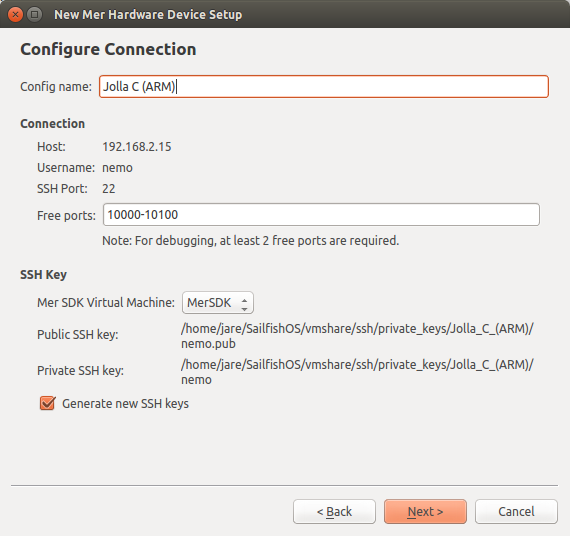 New Mer Hardware Device Setup
Configure Connection
Config name: Jolla C (ARM)
Connection
Host: 192.168.2.15
Username: nemo
SSH Port: 22
Free ports: 10000-10100
Note: For debugging, at least 2 free ports are required.
SSH Key
Mer SDK Virtual Machine: MerSDK
Public SSH key: /home/jare/SailfishOS/vmshare/ssh/private_keys/Jolla_C_(ARM)/
nemo.pub
Private SSH key: /home/jare/SailfishOS/vmshare/ssh/private_keys/Jolla_C_(ARM)/
nemo
Generate new SSH keys
< Back Next > Cancel